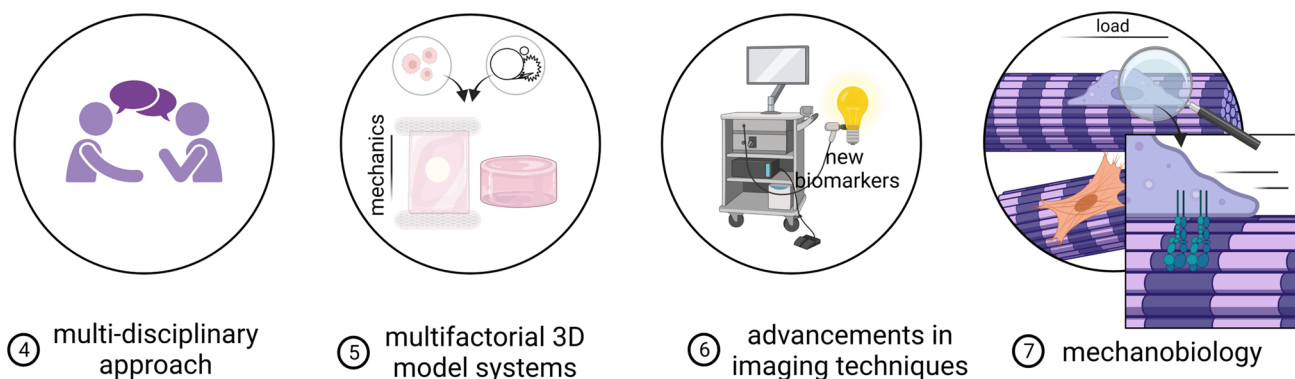 load
mechanics
new
biomarkers
4 multi-disciplinary
approach
5 multifactorial 3D
model systems
6 advancements in
imaging techniques
7 mechanobiology